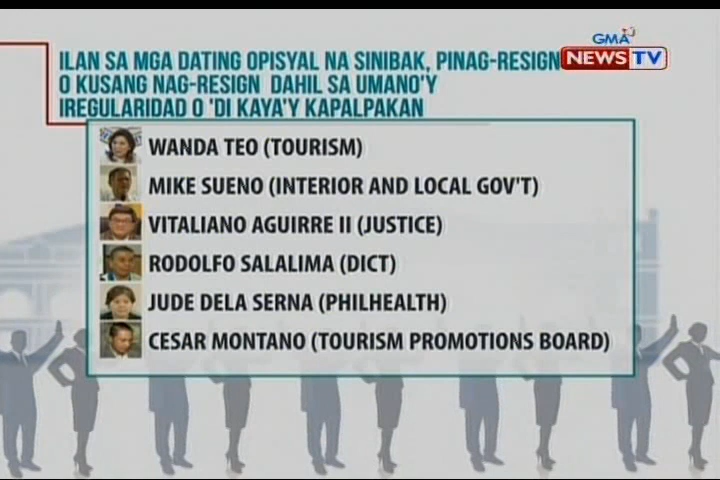 ILAN SA MGA DATING OPISYAL NA SINIBAK, PINAG-RESIGN
O KUSANG NAG-RESIGN DAHIL SA UMANO'Y
IREGULARIDAD O 'DI KAYA'Y KAPALPAKAN
GMA
NEWS TV
WANDA TEO (TOURISM)
MIKE SUENO (INTERIOR AND LOCAL GOV'T)
VITALIANO AGUIRRE II (JUSTICE)
RODOLFO SALALIMA (DICT)
JUDE DELA SERNA (PHILHEALTH)
CESAR MONTANO (TOURISM PROMOTIONS BOARD)